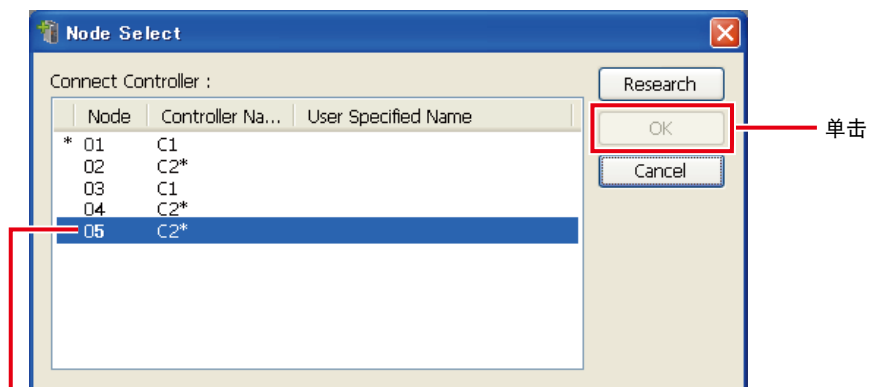 Node Select
Connect Controller :
Research
Node Controller Na... User Specified Name
OK
单击
* 01 C1
02 C2*
Cancel
03 C1
04 C2*
05 C2*